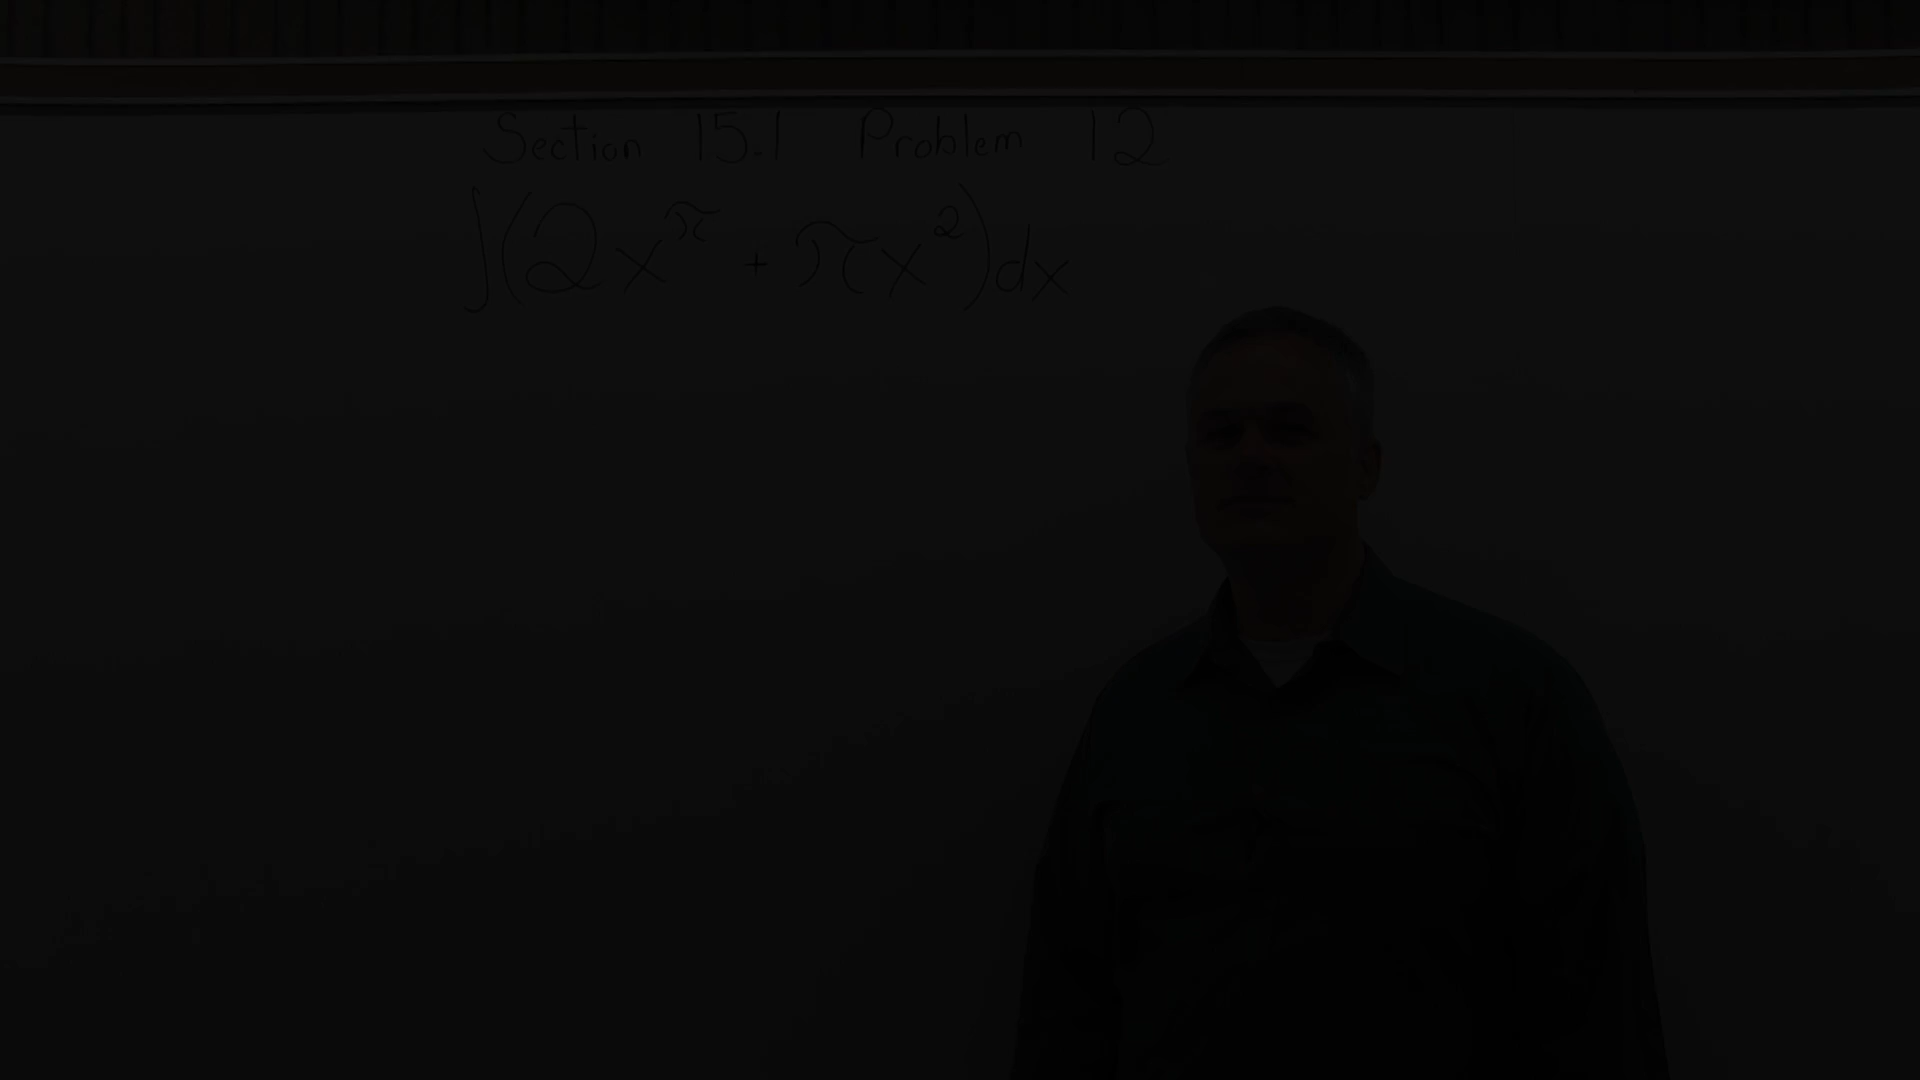 Section 15.1 Problem 12
∫(2x^π + πx^2)dx